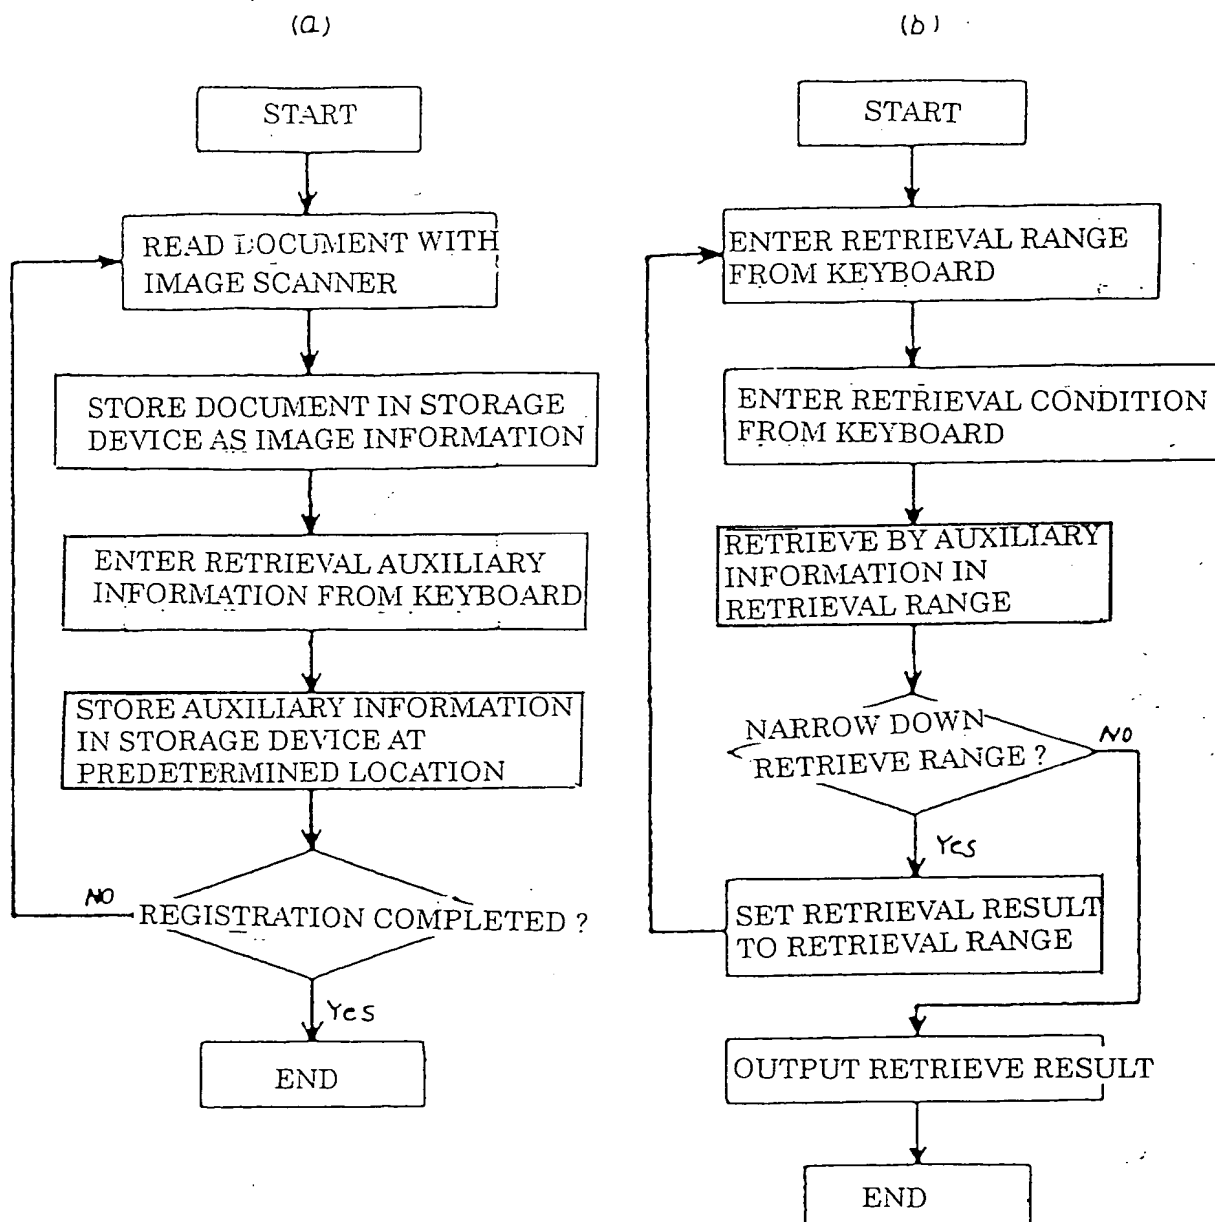 (a)
START
READ DOCUMENT WITH
IMAGE SCANNER
STORE DOCUMENT IN STORAGE
DEVICE AS IMAGE INFORMATION
ENTER RETRIEVAL AUXILIARY
INFORMATION FROM KEYBOARD
STORE AUXILIARY INFORMATION
IN STORAGE DEVICE AT
PREDETERMINED LOCATION
NO
REGISTRATION COMPLETED ?
Yes
END
(b)
START
ENTER RETRIEVAL RANGE
FROM KEYBOARD
ENTER RETRIEVAL CONDITION
FROM KEYBOARD
RETRIEVE BY AUXILIARY
INFORMATION IN
RETRIEVAL RANGE
NARROW DOWN
RETRIEVE RANGE ?
NO
Yes
SET RETRIEVAL RESULT
TO RETRIEVAL RANGE
OUTPUT RETRIEVE RESULT
END